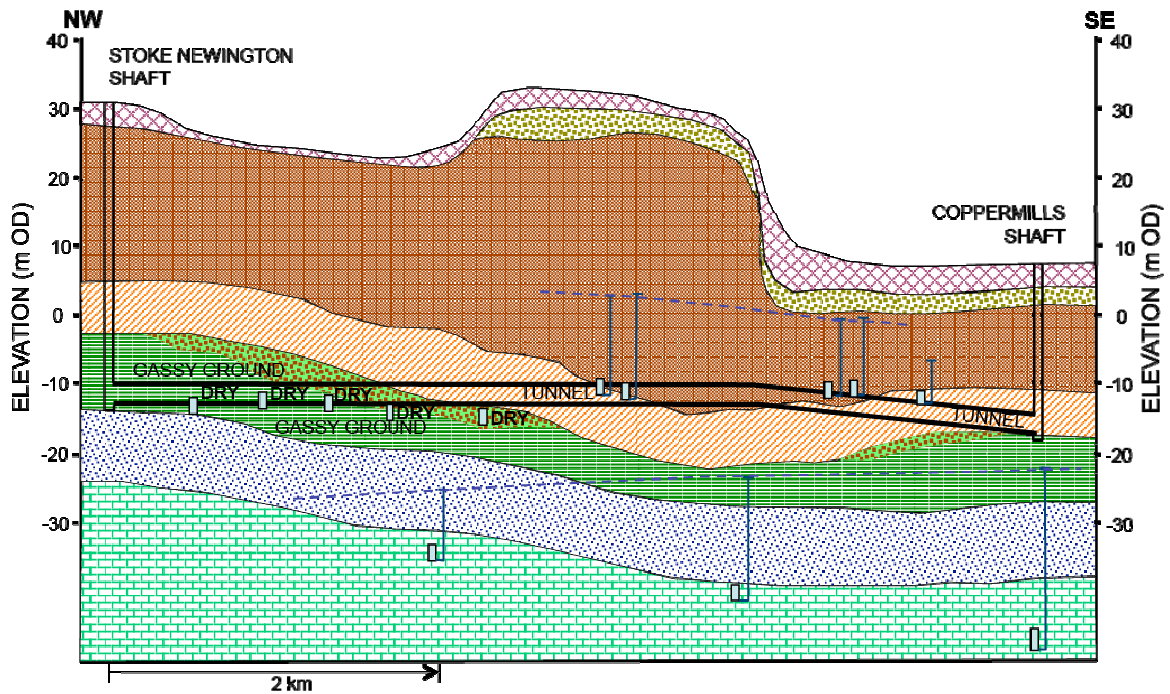 NW
SE
40
30
20
10
0
-10
-20
-30
ELEVATION (m OD)
STOKE NEWINGTON
SHAFT
COPPERMILLS
SHAFT
40
30
20
10
0
-10
-20
-30
ELEVATION (m OD)
GASSY GROUND
DRY
DRY
DRY
DRY
DRY
GASSY GROUND
TUNNEL
TUNNEL
2 km